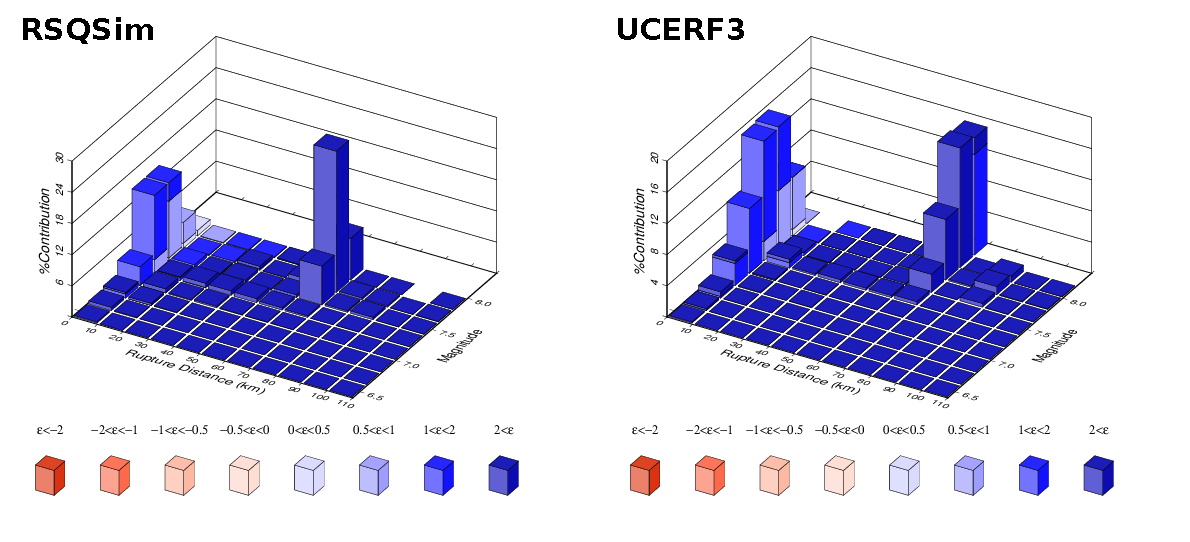 RSQSim
%Contribution
30
24
18
12
6
0
10
20
30
40
50
60
70
80
90
100
110
Rupture Distance (km)
6.5
7.0
7.5
8.0
Magnitude
ε<−2
−2<ε<−1
−1<ε<−0.5
−0.5<ε<0
0<ε<0.5
0.5<ε<1
1<ε<2
2<ε
UCERF3
%Contribution
20
16
12
8
4
0
10
20
30
40
50
60
70
80
90
100
110
Rupture Distance (km)
6.5
7.0
7.5
8.0
Magnitude
ε<−2
−2<ε<−1
−1<ε<−0.5
−0.5<ε<0
0<ε<0.5
0.5<ε<1
1<ε<2
2<ε